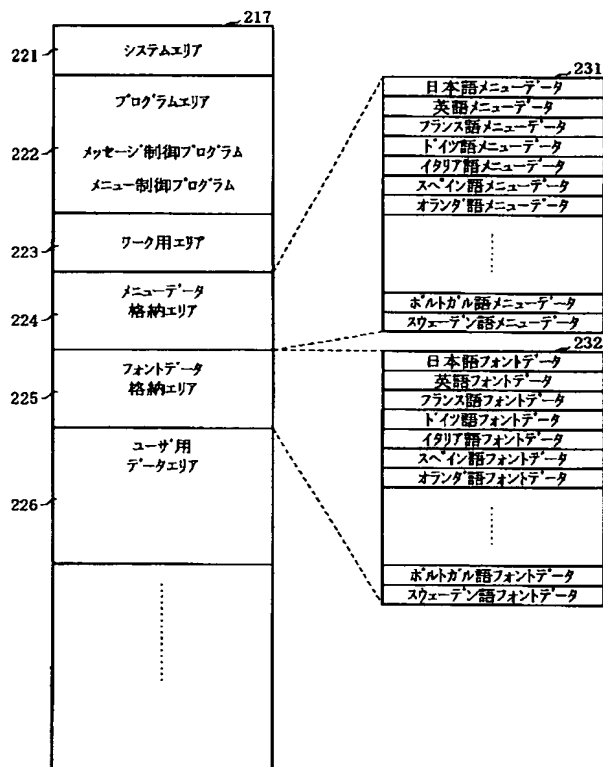 217
221
システムエリア
222
プログラムエリア
メッセージ制御プログラム
メニュー制御プログラム
223
ワーク用エリア
224
メニューデータ
格納エリア
225
フォントデータ
格納エリア
226
ユーザ用
データエリア
231
日本語メニューデータ
英語メニューデータ
フランス語メニューデータ
ドイツ語メニューデータ
イタリア語メニューデータ
スペイン語メニューデータ
オランダ語メニューデータ
ポルトガル語メニューデータ
スウェーデン語メニューデータ
232
日本語フォントデータ
英語フォントデータ
フランス語フォントデータ
ドイツ語フォントデータ
イタリア語フォントデータ
スペイン語フォントデータ
オランダ語フォントデータ
ポルトガル語フォントデータ
スウェーデン語フォントデータ